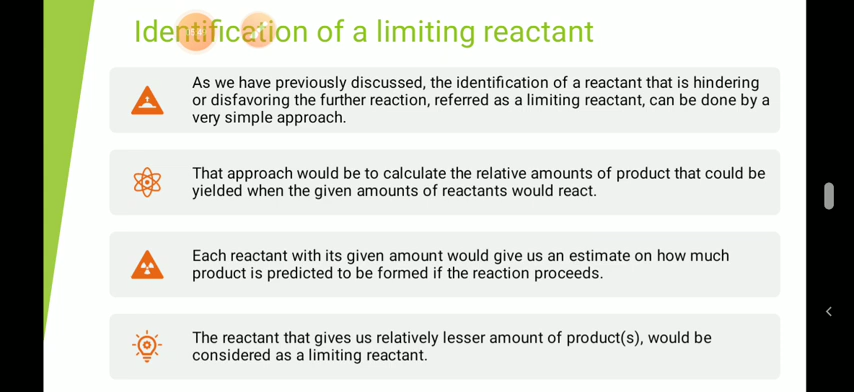 Identification of a limiting reactant
As we have previously discussed, the identification of a reactant that is hindering
or disfavoring the further reaction, referred as a limiting reactant, can be done by a
very simple approach.
That approach would be to calculate the relative amounts of product that could be
yielded when the given amounts of reactants would react.
Each reactant with its given amount would give us an estimate on how much
product is predicted to be formed if the reaction proceeds.
The reactant that gives us relatively lesser amount of product(s), would be
considered as a limiting reactant.